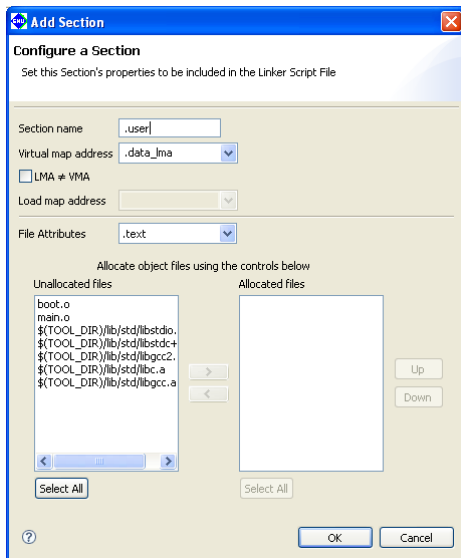 GNU Add Section
Configure a Section
Set this Section's properties to be included in the Linker Script File
Section name .user
Virtual map address .data_lma
LMA ≠ VMA
Load map address
File Attributes .text
Allocate object files using the controls below
Unallocated files Allocated files
boot.o
main.o
$(TOOL_DIR)/lib/std/libstdio.
$(TOOL_DIR)/lib/std/libstdc+
$(TOOL_DIR)/lib/std/libgcc2.
$(TOOL_DIR)/lib/std/libc.a
$(TOOL_DIR)/lib/std/libgcc.a
>
<
Up
Down
Select All Select All
? OK Cancel